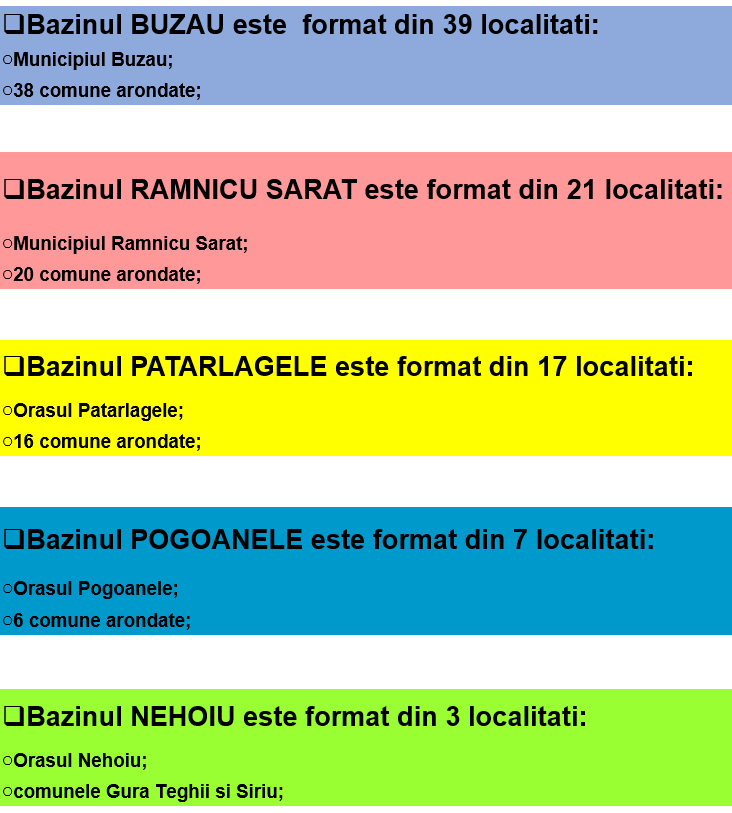 ❑Bazinul BUZAU este  format din 39 localitati:
○Municipiul Buzau;
○38 comune arondate;
❑Bazinul RAMNICU SARAT este format din 21 localitati:
○Municipiul Ramnicu Sarat;
○20 comune arondate;
❑Bazinul PATARLAGELE este format din 17 localitati:
○Orasul Patarlagele;
○16 comune arondate;
❑Bazinul POGOANELE este format din 7 localitati:
○Orasul Pogoanele;
○6 comune arondate;
❑Bazinul NEHOIU este format din 3 localitati:
○Orasul Nehoiu;
○comunele Gura Teghii si Siriu;